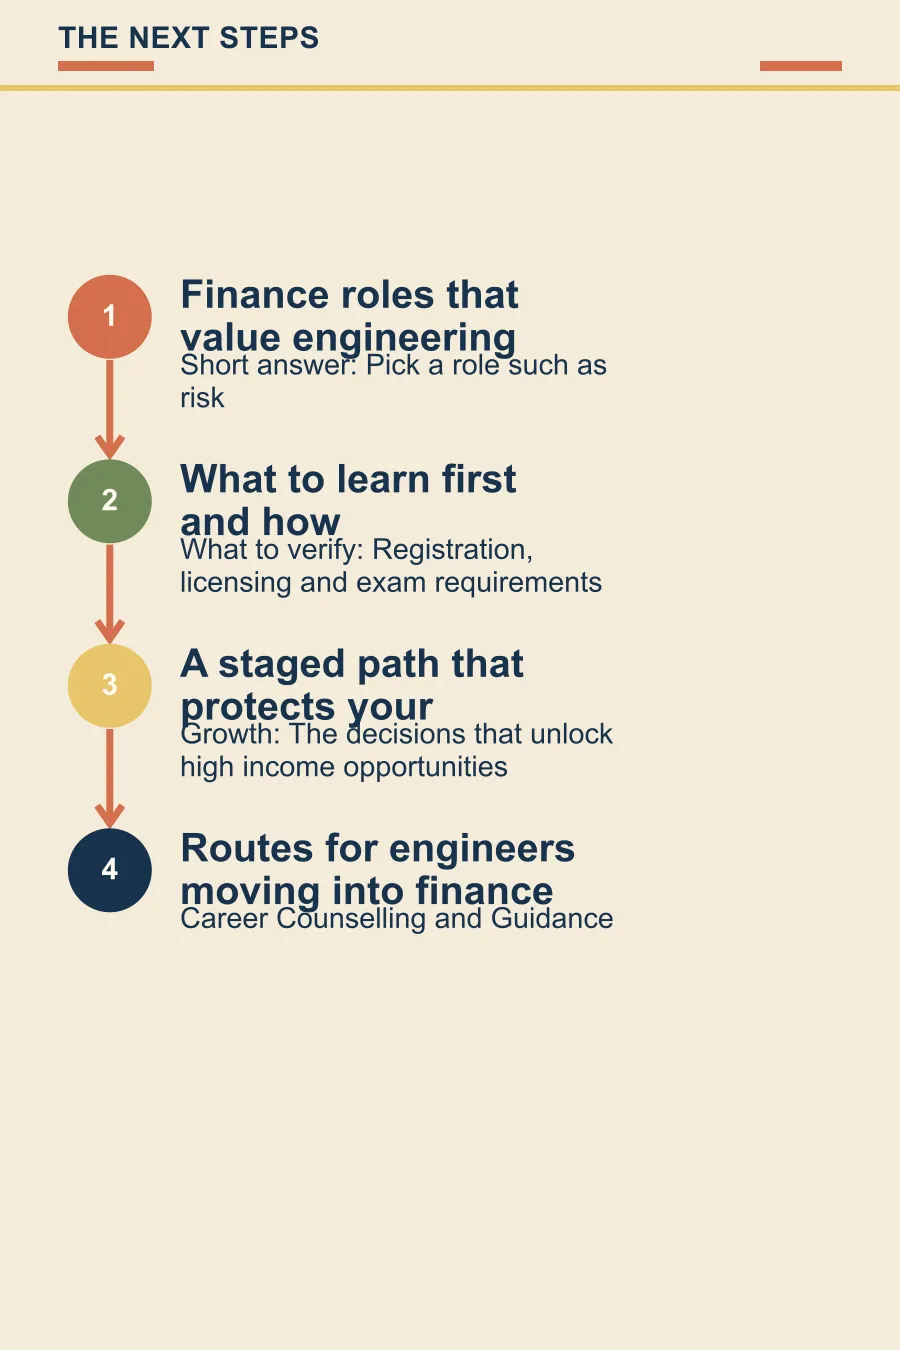 THE NEXT STEPS
1
Finance roles that
value engineering
Short answer: Pick a role such as
risk
2
What to learn first
and how
What to verify: Registration,
licensing and exam requirements
3
A staged path that
protects your
Growth: The decisions that unlock
high income opportunities
4
Routes for engineers
moving into finance
Career Counselling and Guidance